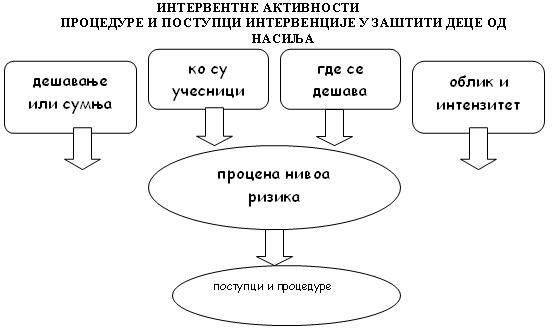 ИНТЕРВЕНТНЕ АКТИВНОСТИ
ПРОЦЕДУРЕ И ПОСТУПЦИ ИНТЕРВЕНЦИЈЕ У ЗАШТИТИ ДЕЦЕ ОД
НАСИЉА
дешавање
или сумња
ко су
учесници
где се
дешава
облик и
интензитет
процена нивоа
ризика
поступци и процедуре